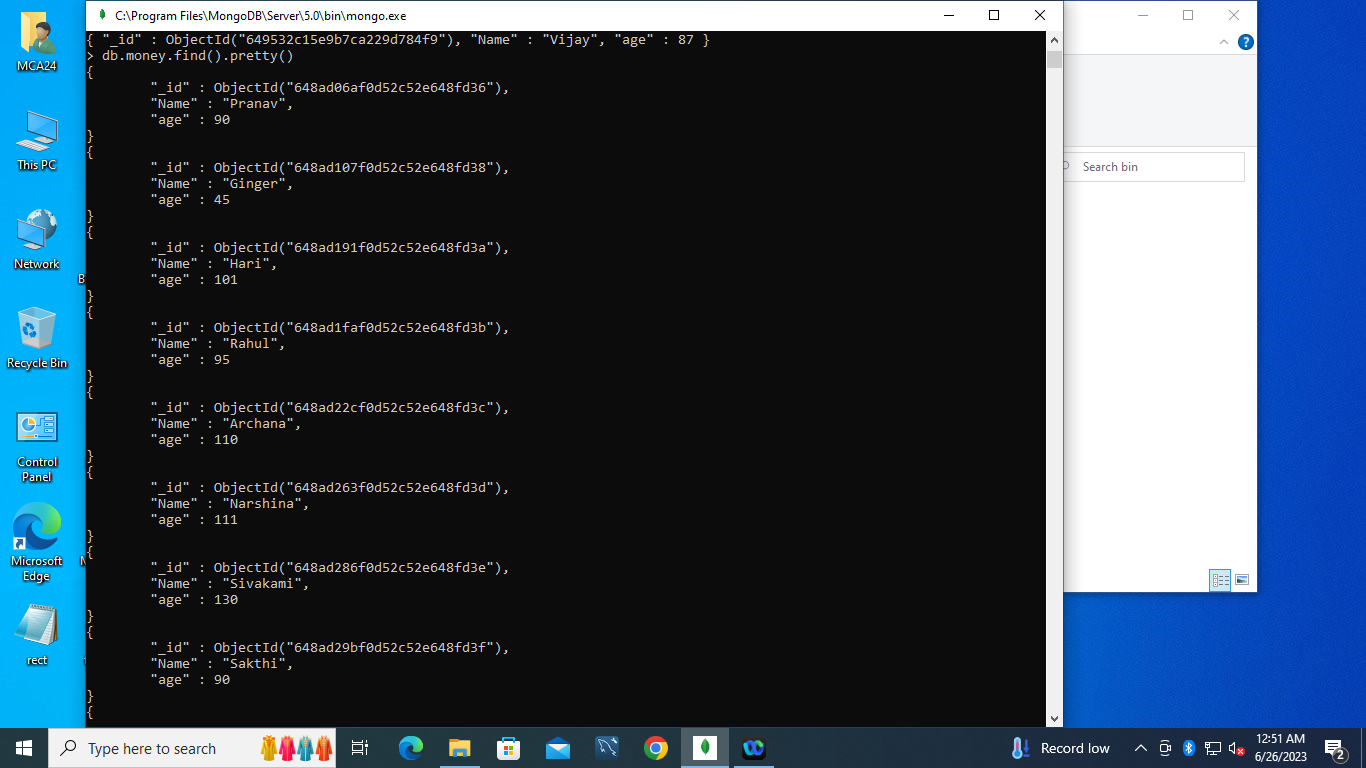 C:\Program Files\MongoDB\Server\5.0\bin\mongo.exe
{ "_id" : ObjectId("649532c15e9b7ca229d784f9"), "Name" : "Vijay", "age" : 87 }
> db.money.find().pretty()
{
"_id" : ObjectId("648ad06af0d52c52e648fd36"),
"Name" : "Pranav",
"age" : 90
}
{
"_id" : ObjectId("648ad107f0d52c52e648fd38"),
"Name" : "Ginger",
"age" : 45
}
{
"_id" : ObjectId("648ad191f0d52c52e648fd3a"),
"Name" : "Hari",
"age" : 101
}
{
"_id" : ObjectId("648ad1faf0d52c52e648fd3b"),
"Name" : "Rahul",
"age" : 95
}
{
"_id" : ObjectId("648ad22cf0d52c52e648fd3c"),
"Name" : "Archana",
"age" : 110
}
{
"_id" : ObjectId("648ad263f0d52c52e648fd3d"),
"Name" : "Narshina",
"age" : 111
}
{
"_id" : ObjectId("648ad286f0d52c52e648fd3e"),
"Name" : "Sivakami",
"age" : 130
}
{
"_id" : ObjectId("648ad29bf0d52c52e648fd3f"),
"Name" : "Sakthi",
"age" : 90
}
{
MCA24
This PC
Network
Recycle Bin
Control
Panel
Microsoft
Edge
rect
?
Search bin
Type here to search
Record low
12:51 AM
6/26/2023
2